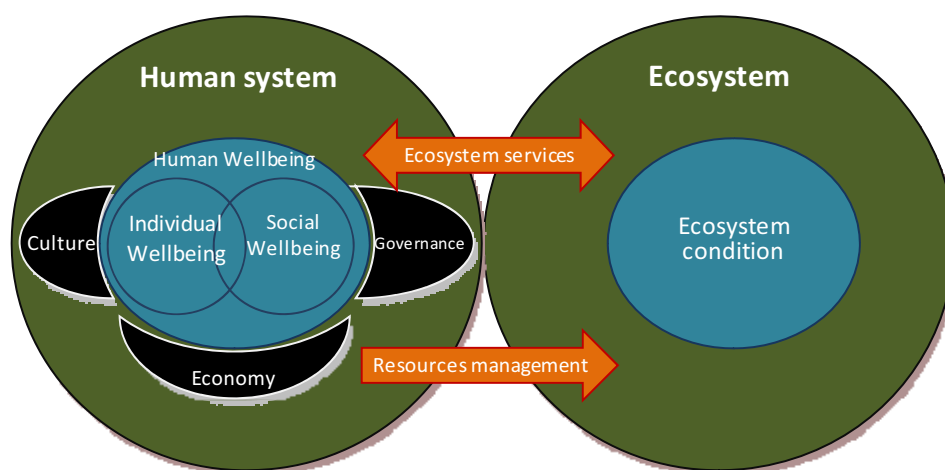 Human system
Ecosystem
Human Wellbeing
Ecosystem services
Individual
Wellbeing
Social
Wellbeing
Culture
Governance
Ecosystem
condition
Economy
Resources management